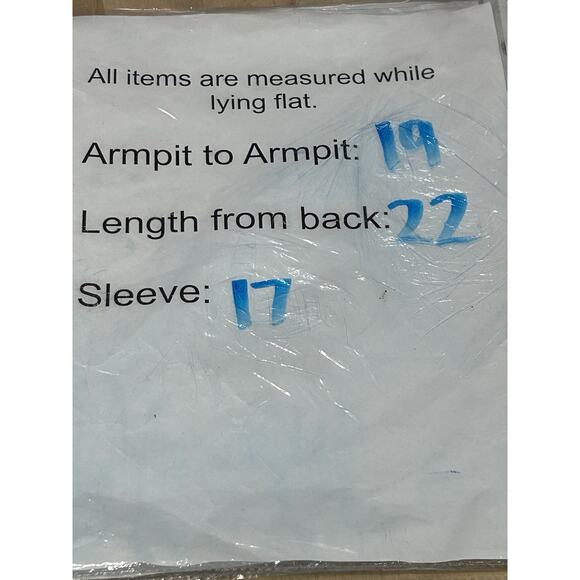 All items are measured while
lying flat.
Armpit to Armpit: 19
Length from back: 22
Sleeve: 17